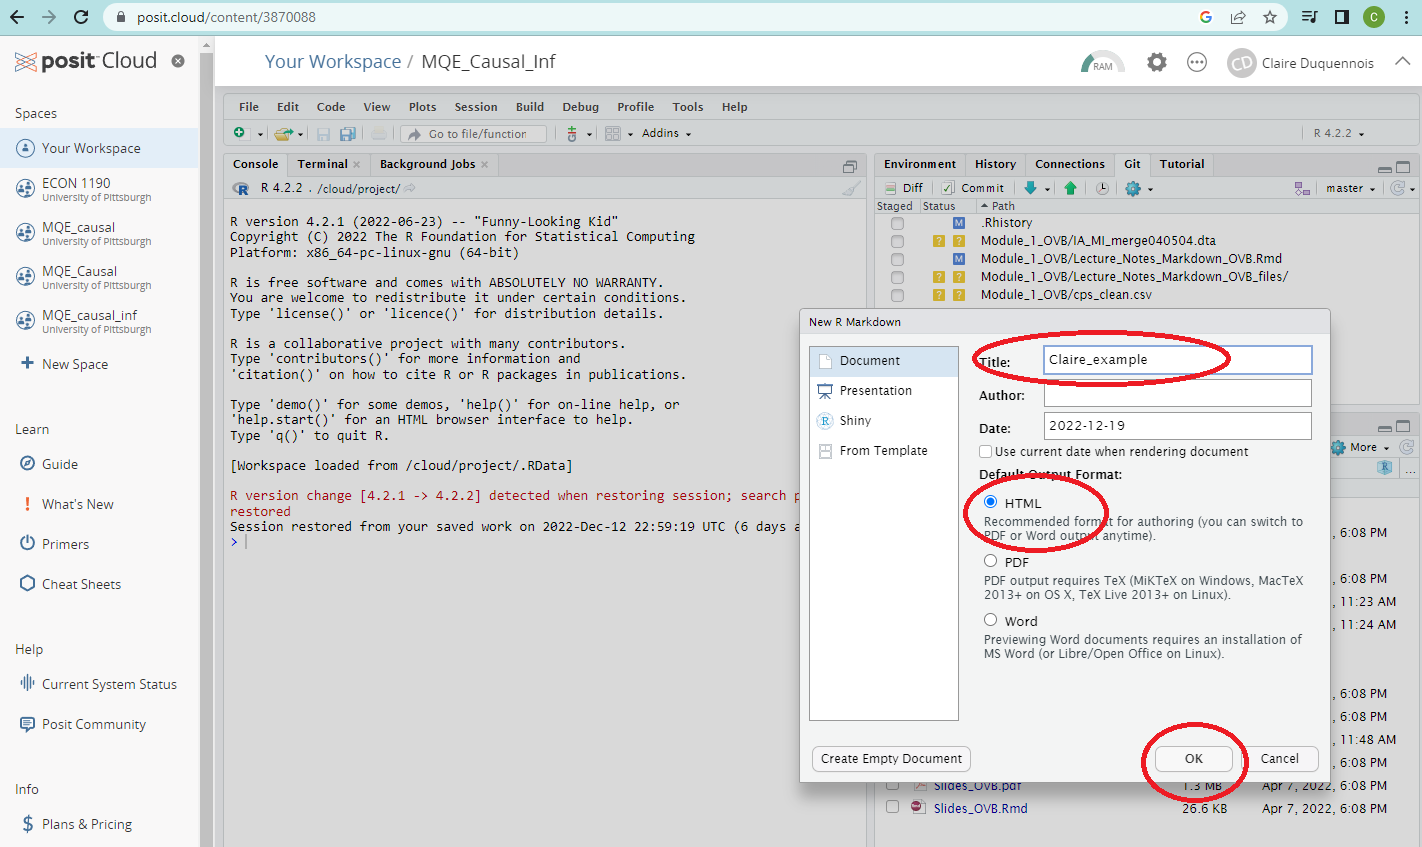 posit.cloud/content/3870088
C
posit Cloud
Your Workspace / MQE_Causal_Inf
RAM
CD
Claire Duquennois
Spaces
Your Workspace
ECON 1190
University of Pittsburgh
MQE_causal
University of Pittsburgh
MQE_Causal
University of Pittsburgh
MQE_causal_inf
University of Pittsburgh
New Space
Learn
Guide
What's New
Primers
Cheat Sheets
Help
Current System Status
Posit Community
Info
Plans & Pricing
File Edit Code View Plots Session Build Debug Profile Tools Help
Go to file/function
Addins
R 4.2.2
Console Terminal Background Jobs
R 4.2.2 . /cloud/project/
R version 4.2.1 (2022-06-23) -- "Funny-Looking Kid"
Copyright (C) 2022 The R Foundation for Statistical Computing
Platform: x86_64-pc-linux-gnu (64-bit)
R is free software and comes with ABSOLUTELY NO WARRANTY.
You are welcome to redistribute it under certain conditions.
Type 'license()' or 'licence()' for distribution details.
R is a collaborative project with many contributors.
Type 'contributors()' for more information and
'citation()' on how to cite R or R packages in publications.
Type 'demo()' for some demos, 'help()' for on-line help, or
'help.start()' for an HTML browser interface to help.
Type 'q()' to quit R.
[Workspace loaded from /cloud/project/.RData]
R version change [4.2.1 -> 4.2.2] detected when restoring session; search
restored
Session restored from your saved work on 2022-Dec-12 22:59:19 UTC (6 days
>
Environment History Connections Git Tutorial
Diff Commit master
Staged Status Path
M .Rhistory
? ? Module_1_OVB/IA_MI_merge040504.dta
M Module_1_OVB/Lecture_Notes_Markdown_OVB.Rmd
? ? Module_1_OVB/Lecture_Notes_Markdown_OVB_files/
? ? Module_1_OVB/cps_clean.csv
New R Markdown
Document
Presentation
Shiny
From Template
Title: Claire_example
Author:
Date: 2022-12-19
Use current date when rendering document
Default Output Format:
HTML
Recommended format for authoring (you can switch to
PDF or Word output anytime).
PDF
PDF output requires TeX (MiKTeX on Windows, MacTeX
2013+ on OS X, TeX Live 2013+ on Linux).
Word
Previewing Word documents requires an installation of
MS Word (or Libre/Open Office on Linux).
Create Empty Document
OK
Cancel
More
, 6:08 PM
, 6:08 PM
, 11:23 AM
, 11:24 AM
, 6:08 PM
, 6:08 PM
, 11:48 AM
, 6:08 PM
Slides_OVB.pdf 1.3 MB Apr 7, 2022, 6:08 PM
Slides_OVB.Rmd 26.6 KB Apr 7, 2022, 6:08 PM